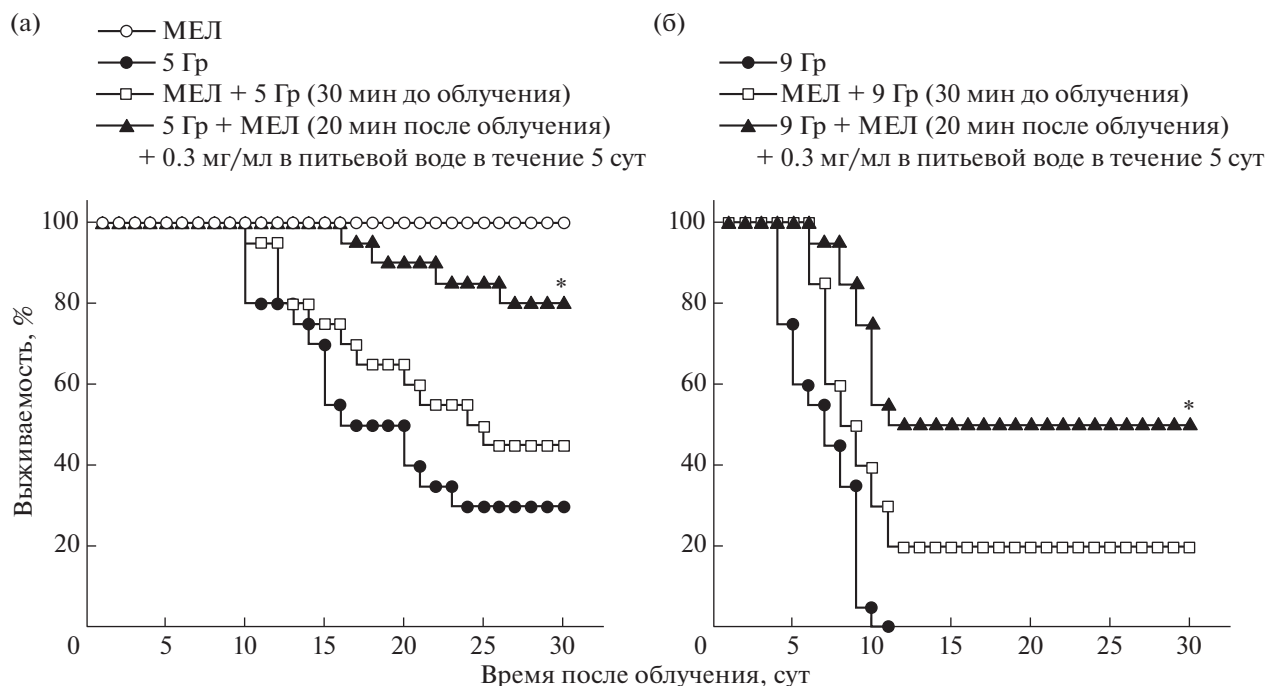 (а)
МЕЛ
5 Гр
МЕЛ + 5 Гр (30 мин до облучения)
5 Гр + МЕЛ (20 мин после облучения)
+ 0.3 мг/мл в питьевой воде в течение 5 сут
(б)
9 Гр
МЕЛ + 9 Гр (30 мин до облучения)
9 Гр + МЕЛ (20 мин после облучения)
+ 0.3 мг/мл в питьевой воде в течение 5 сут
Выживаемость, %
100
80
60
40
20
0
5
10
15
20
25
30
*
100
80
60
40
20
0
5
10
15
20
25
30
*
Время после облучения, сут